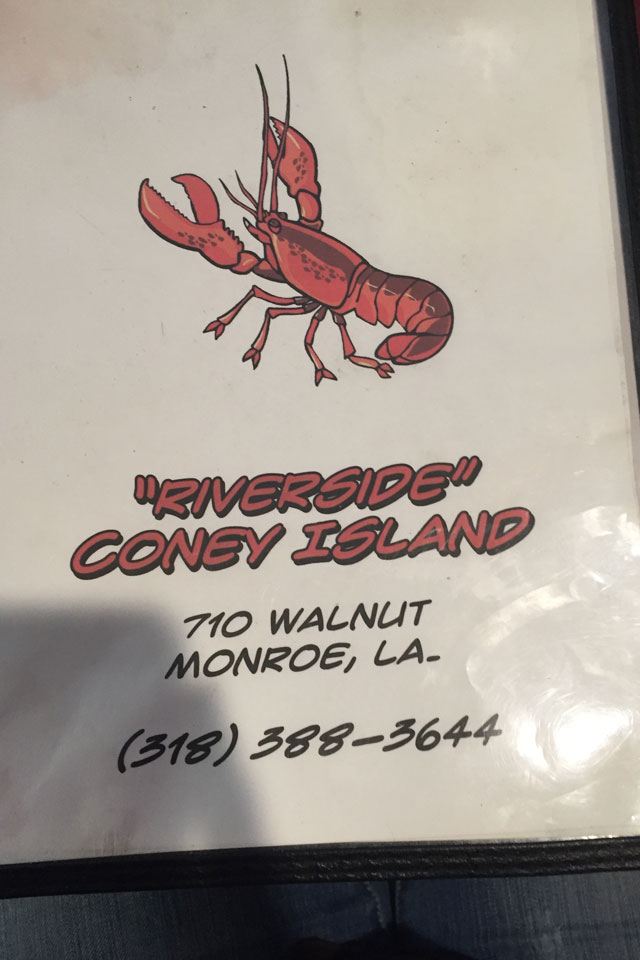 "RIVERSIDE"
CONEY ISLAND
710 WALNUT
MONROE, LA.
(318) 388-3644